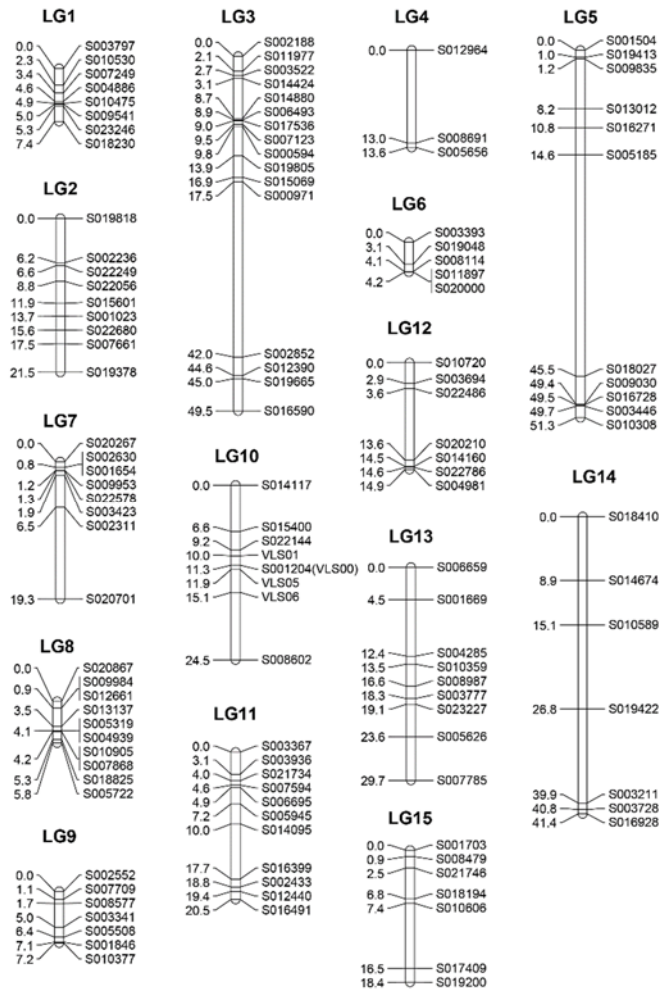 LG1
0.0 S003797
2.3 S010530
3.4 S007249
4.6 S004886
4.9 S010475
5.0 S009541
5.3 S023246
7.4 S018230
LG2
0.0 S019818
6.2 S002236
6.6 S022249
8.8 S022056
11.9 S015601
13.7 S001023
15.6 S022680
17.5 S007661
21.5 S019378
LG7
0.0 S020267
0.8 S002630
S001654
1.2 S009953
1.3 S022578
1.9 S003423
6.5 S002311
19.3 S020701
LG8
0.0 S020867
0.9 S009984
S012661
3.5 S013137
4.1 S005319
S004939
4.2 S010905
S007868
5.3 S018825
5.8 S005722
LG9
0.0 S002552
1.1 S007709
1.7 S008577
5.0 S003341
6.4 S005508
7.1 S001846
7.2 S010377
LG3
0.0 S002188
2.1 S011977
2.7 S003522
3.1 S014424
8.7 S014880
8.9 S006493
9.0 S017536
9.5 S007123
9.8 S000594
13.9 S019805
16.9 S015069
17.5 S000971
42.0 S002852
44.6 S012390
45.0 S019665
49.5 S016590
LG10
0.0 S014117
6.6 S015400
9.2 S022144
10.0 VLS01
11.3 S001204(VLS00)
11.9 VLS05
15.1 VLS06
24.5 S008602
LG11
0.0 S003367
3.1 S003936
4.0 S021734
4.6 S007594
4.9 S006695
7.2 S005945
10.0 S014095
17.7 S016399
18.8 S002433
19.4 S012440
20.5 S016491
LG4
0.0 S012964
13.0 S008691
13.6 S005656
LG6
0.0 S003393
3.1 S019048
4.1 S008114
4.2 S011897
S020000
LG12
0.0 S010720
2.9 S003694
3.6 S022486
13.6 S020210
14.5 S014160
14.6 S022786
14.9 S004981
LG13
0.0 S006659
4.5 S001669
12.4 S004285
13.5 S010359
16.6 S008987
18.3 S003777
19.1 S023227
23.6 S005626
29.7 S007785
LG15
0.0 S001703
0.9 S008479
2.5 S021746
6.8 S018194
7.4 S010606
16.5 S017409
18.4 S019200
LG5
0.0 S001504
1.0 S019413
1.2 S009835
8.2 S013012
10.8 S016271
14.6 S005185
45.5 S018027
49.4 S009030
49.5 S016728
49.7 S003446
51.3 S010308
LG14
0.0 S018410
8.9 S014674
15.1 S010589
26.8 S019422
39.9 S003211
40.8 S003728
41.4 S016928